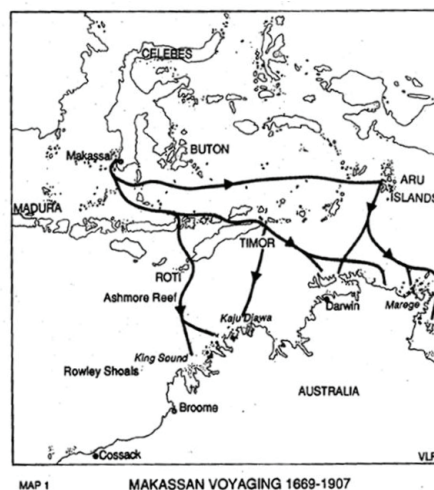 CELEBES
BUTON
Makassar
ARU
ISLANDS
MADURA
TIMOR
ROTI
Ashmore Reef
Kaju Djawa
Darwin
Marege
King Sound
Rowley Shoals
AUSTRALIA
Broome
Cossack
VLF
MAP 1
MAKASSAN VOYAGING 1669-1907